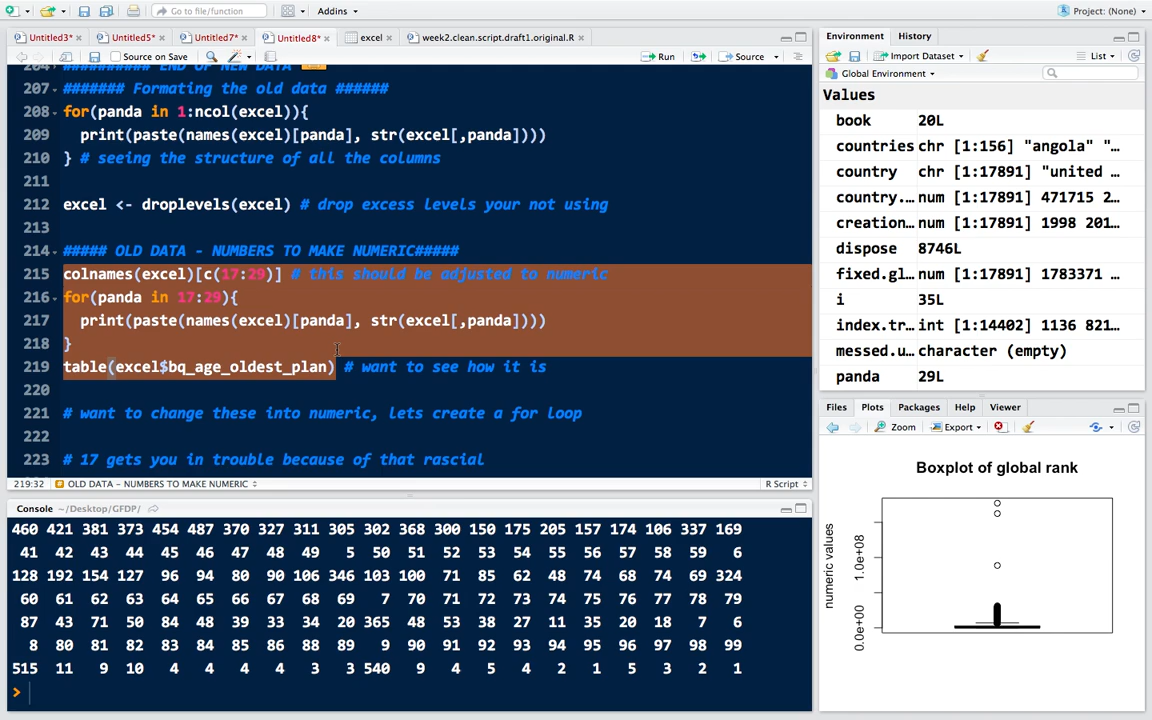 Go to file/function
Addins
Project: (None)
Untitled3*
Untitled5*
Untitled7*
Untitled8*
excel
week2.clean.script.draft1.original.R
Source on Save
Run
Source
207 ####### Formating the old data ######
208 for(panda in 1:ncol(excel)){
209 print(paste(names(excel)[panda], str(excel[,panda])))
210 } # seeing the structure of all the columns
211
212 excel <- droplevels(excel) # drop excess levels your not using
213
214 ##### OLD DATA - NUMBERS TO MAKE NUMERIC#####
215 colnames(excel)[c(17:29)] # this should be adjusted to numeric
216 for(panda in 17:29){
217 print(paste(names(excel)[panda], str(excel[,panda])))
218 }
219 table(excel$bq_age_oldest_plan) # want to see how it is
220
221 # want to change these into numeric, lets create a for loop
222
223 # 17 gets you in trouble because of that rascial
219:32 # OLD DATA - NUMBERS TO MAKE NUMERIC
R Script
Console ~/Desktop/GFDP/
460 421 381 373 454 487 370 327 311 305 302 368 300 150 175 205 157 174 106 337 169
41 42 43 44 45 46 47 48 49 5 50 51 52 53 54 55 56 57 58 59 6
128 192 154 127 96 94 80 90 106 346 103 100 71 85 62 48 74 68 74 69 324
60 61 62 63 64 65 66 67 68 69 7 70 71 72 73 74 75 76 77 78 79
87 43 71 50 84 48 39 33 34 20 365 48 53 38 27 11 35 20 18 7 6
8 80 81 82 83 84 85 86 88 89 9 90 91 92 93 94 95 96 97 98 99
515 11 9 10 4 4 4 4 3 3 540 9 4 5 4 2 1 5 3 2 1
>
Environment
History
Import Dataset
List
Global Environment
Values
book 20L
countries chr [1:156] "angola" "…
country chr [1:17891] "united …
country.… num [1:17891] 471715 2…
creation… num [1:17891] 1998 201…
dispose 8746L
fixed.gl… num [1:17891] 1783371 …
i 35L
index.tr… int [1:14402] 1136 821…
messed.u… character (empty)
panda 29L
Files
Plots
Packages
Help
Viewer
Zoom
Export
Boxplot of global rank
numeric values
0.0e+00
1.0e+08